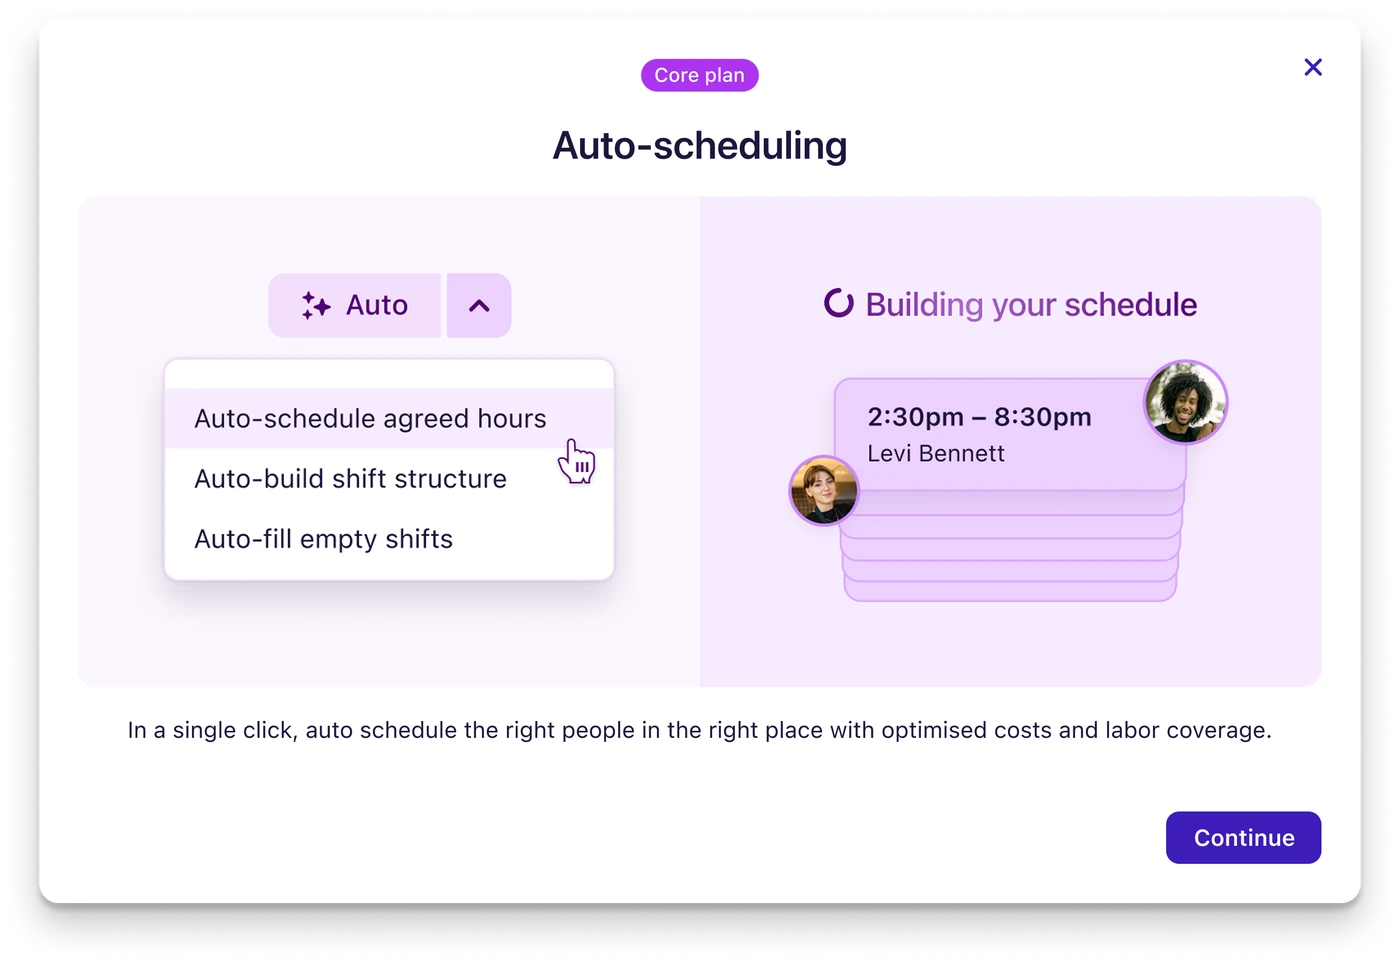 Core plan
Auto-scheduling
Auto
Auto-schedule agreed hours
Auto-build shift structure
Auto-fill empty shifts
Building your schedule
2:30pm – 8:30pm
Levi Bennett
In a single click, auto schedule the right people in the right place with optimised costs and labor coverage.
Continue